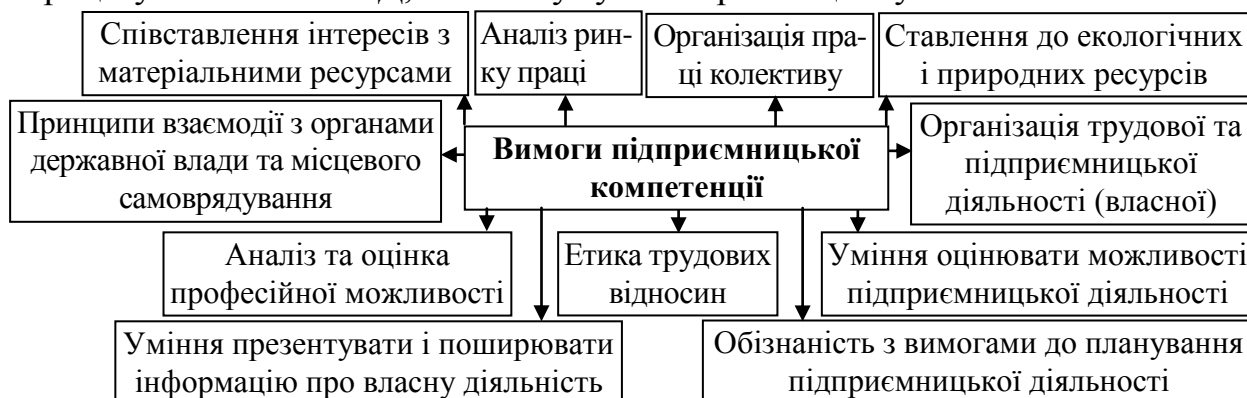 Співставлення інтересів з
матеріальними ресурсами
Аналіз рин-
ку праці
Організація пра-
ці колективу
Ставлення до екологічних
і природних ресурсів
Принципи взаємодії з органами
державної влади та місцевого
самоврядування
Вимоги підприємницької
компетенції
Організація трудової та
підприємницької
діяльності (власної)
Аналіз та оцінка
професійної можливості
Етика трудових
відносин
Уміння оцінювати можливості
підприємницької діяльності
Уміння презентувати і поширювати
інформацію про власну діяльність
Обізнаність з вимогами до планування
підприємницької діяльності